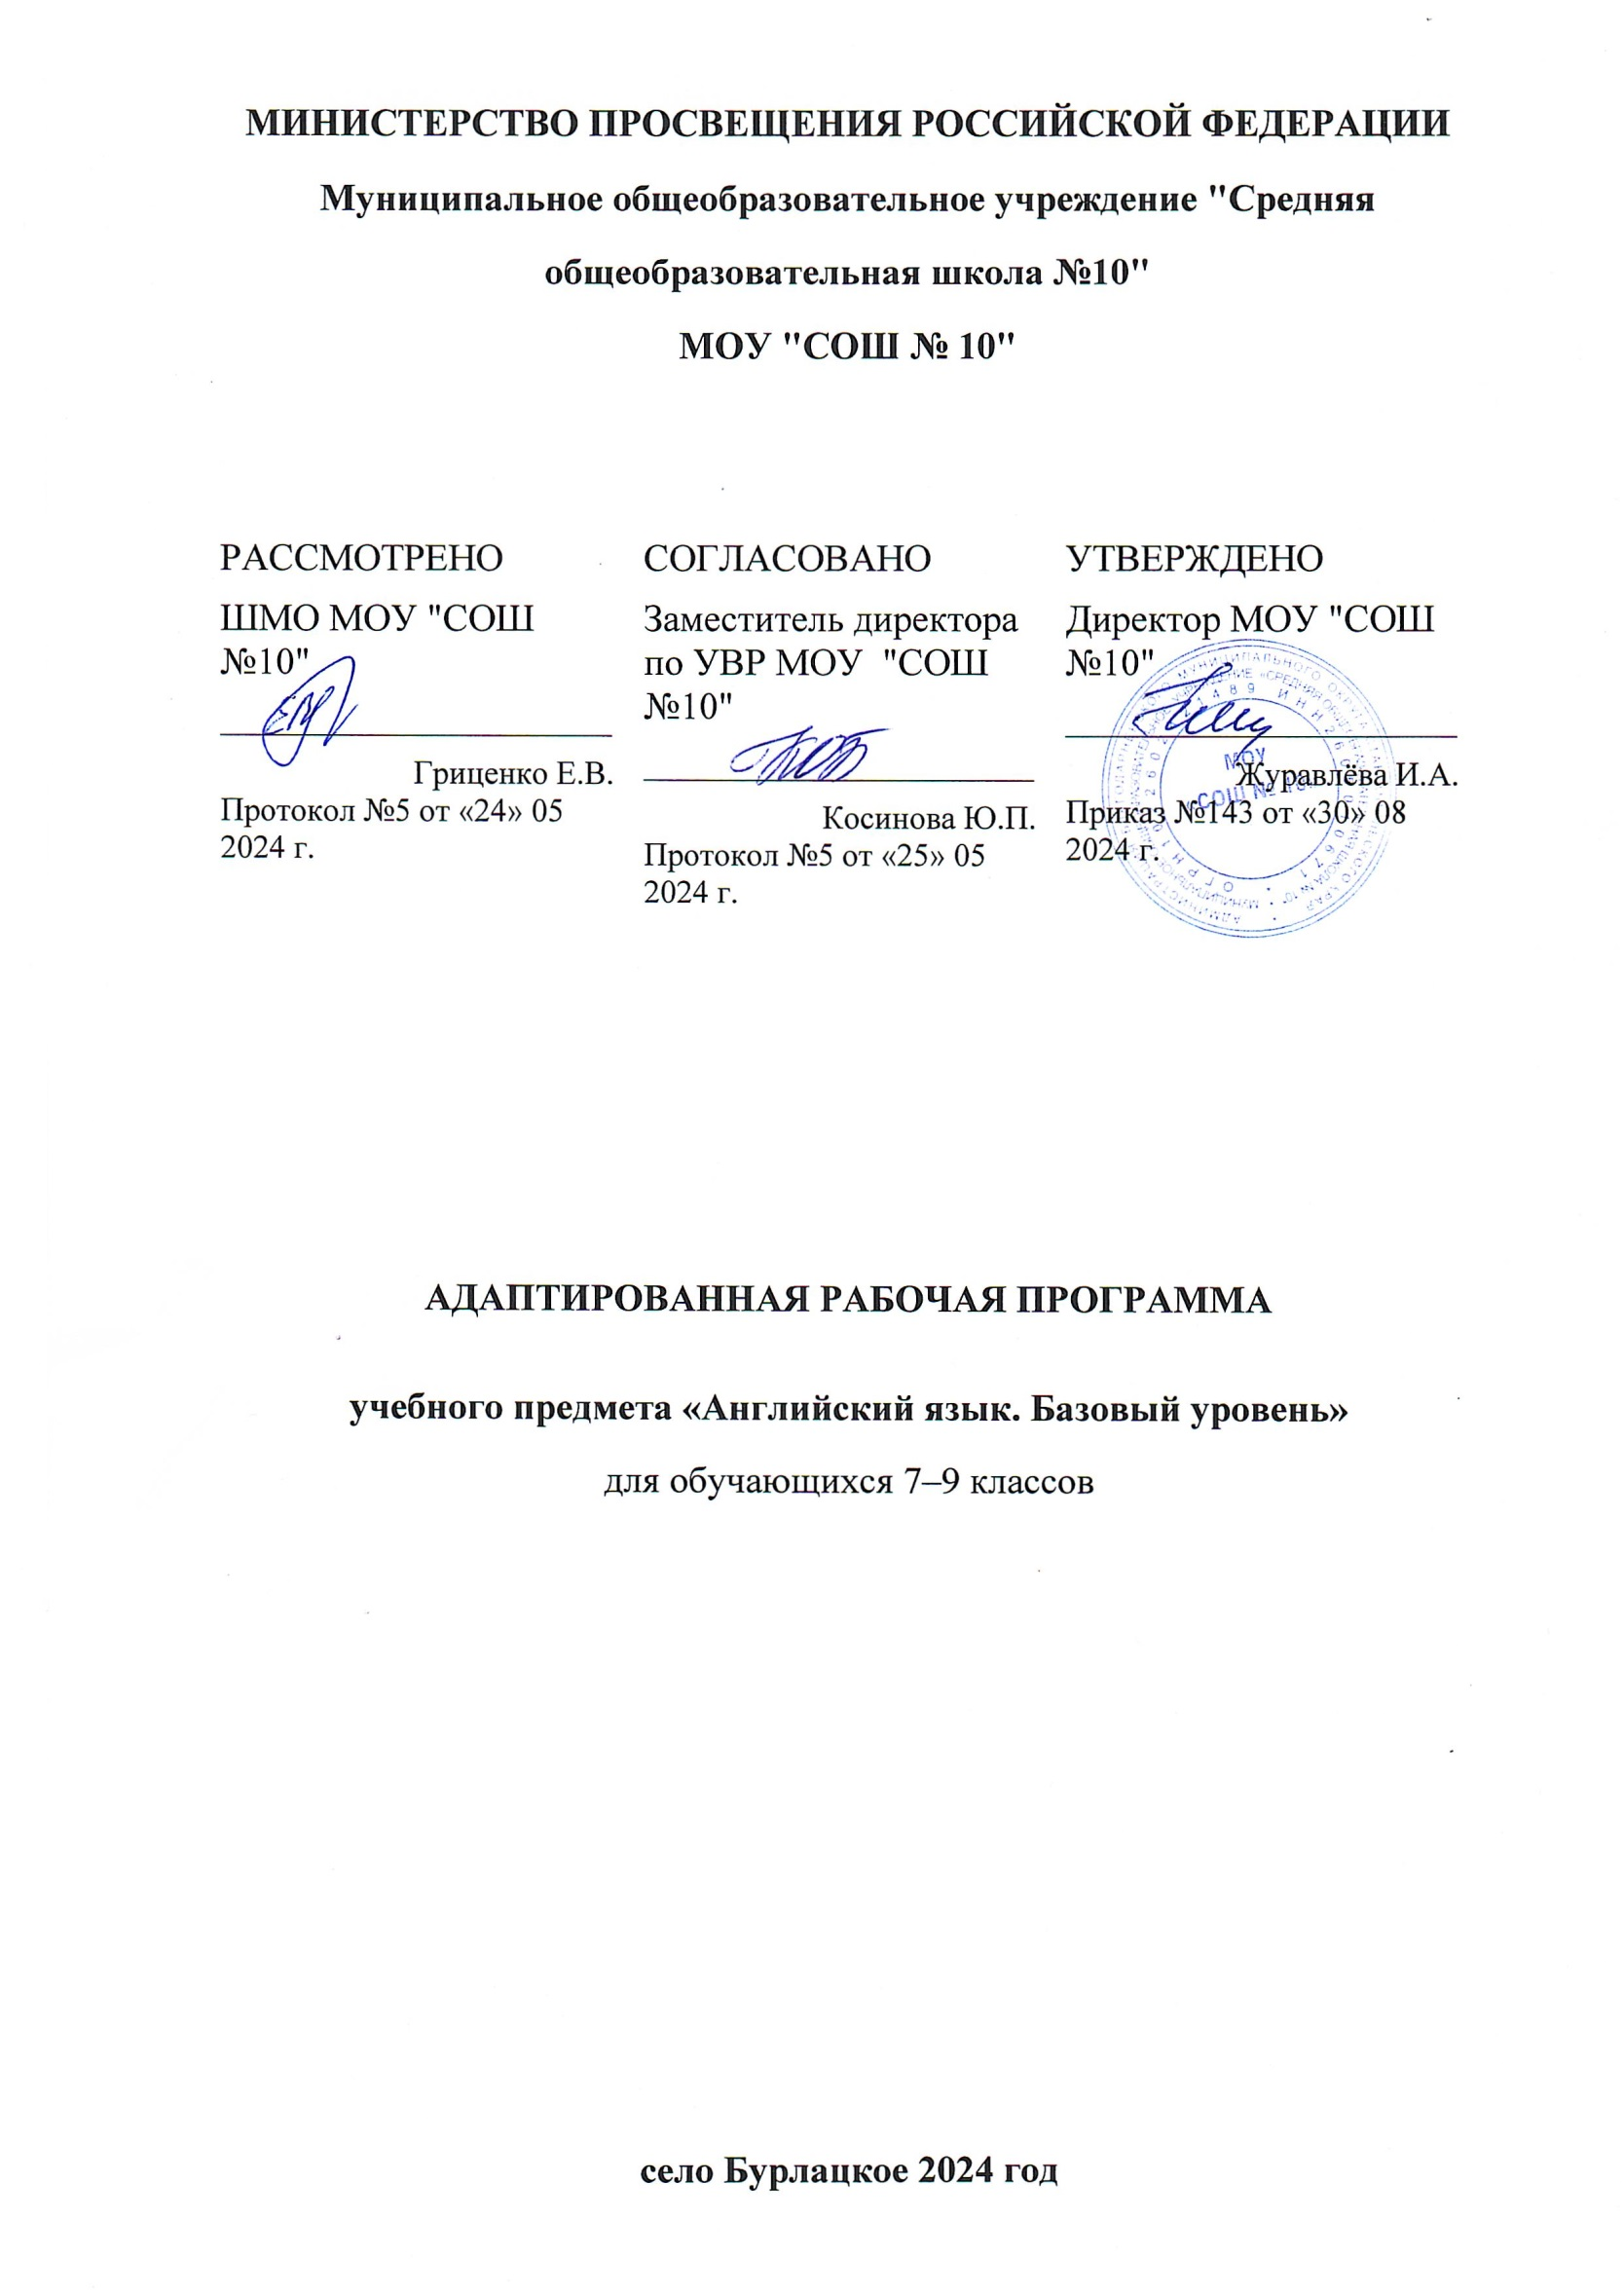 МИНИСТЕРСТВО ПРОСВЕЩЕНИЯ РОССИЙСКОЙ ФЕДЕРАЦИИ
Муниципальное общеобразовательное учреждение "Средняя
общеобразовательная школа №10"
МОУ "СОШ № 10"
РАССМОТРЕНО
ШМО МОУ "СОШ
№10"
Гриценко Е.В.
Протокол №5 от «24» 05
2024 г.
СОГЛАСОВАНО
Заместитель директора
по УВР МОУ "СОШ
№10"
Косинова Ю.П.
Протокол №5 от «25» 05
2024 г.
УТВЕРЖДЕНО
Директор МОУ "СОШ
№10"
Журавлёва И.А.
Приказ №143 от «30» 08
2024 г.
МОУ
«СОШ №
АДАПТИРОВАННАЯ РАБОЧАЯ ПРОГРАММА
учебного предмета «Английский язык. Базовый уровень»
для обучающихся 7–9 классов
село Бурлацкое 2024 год